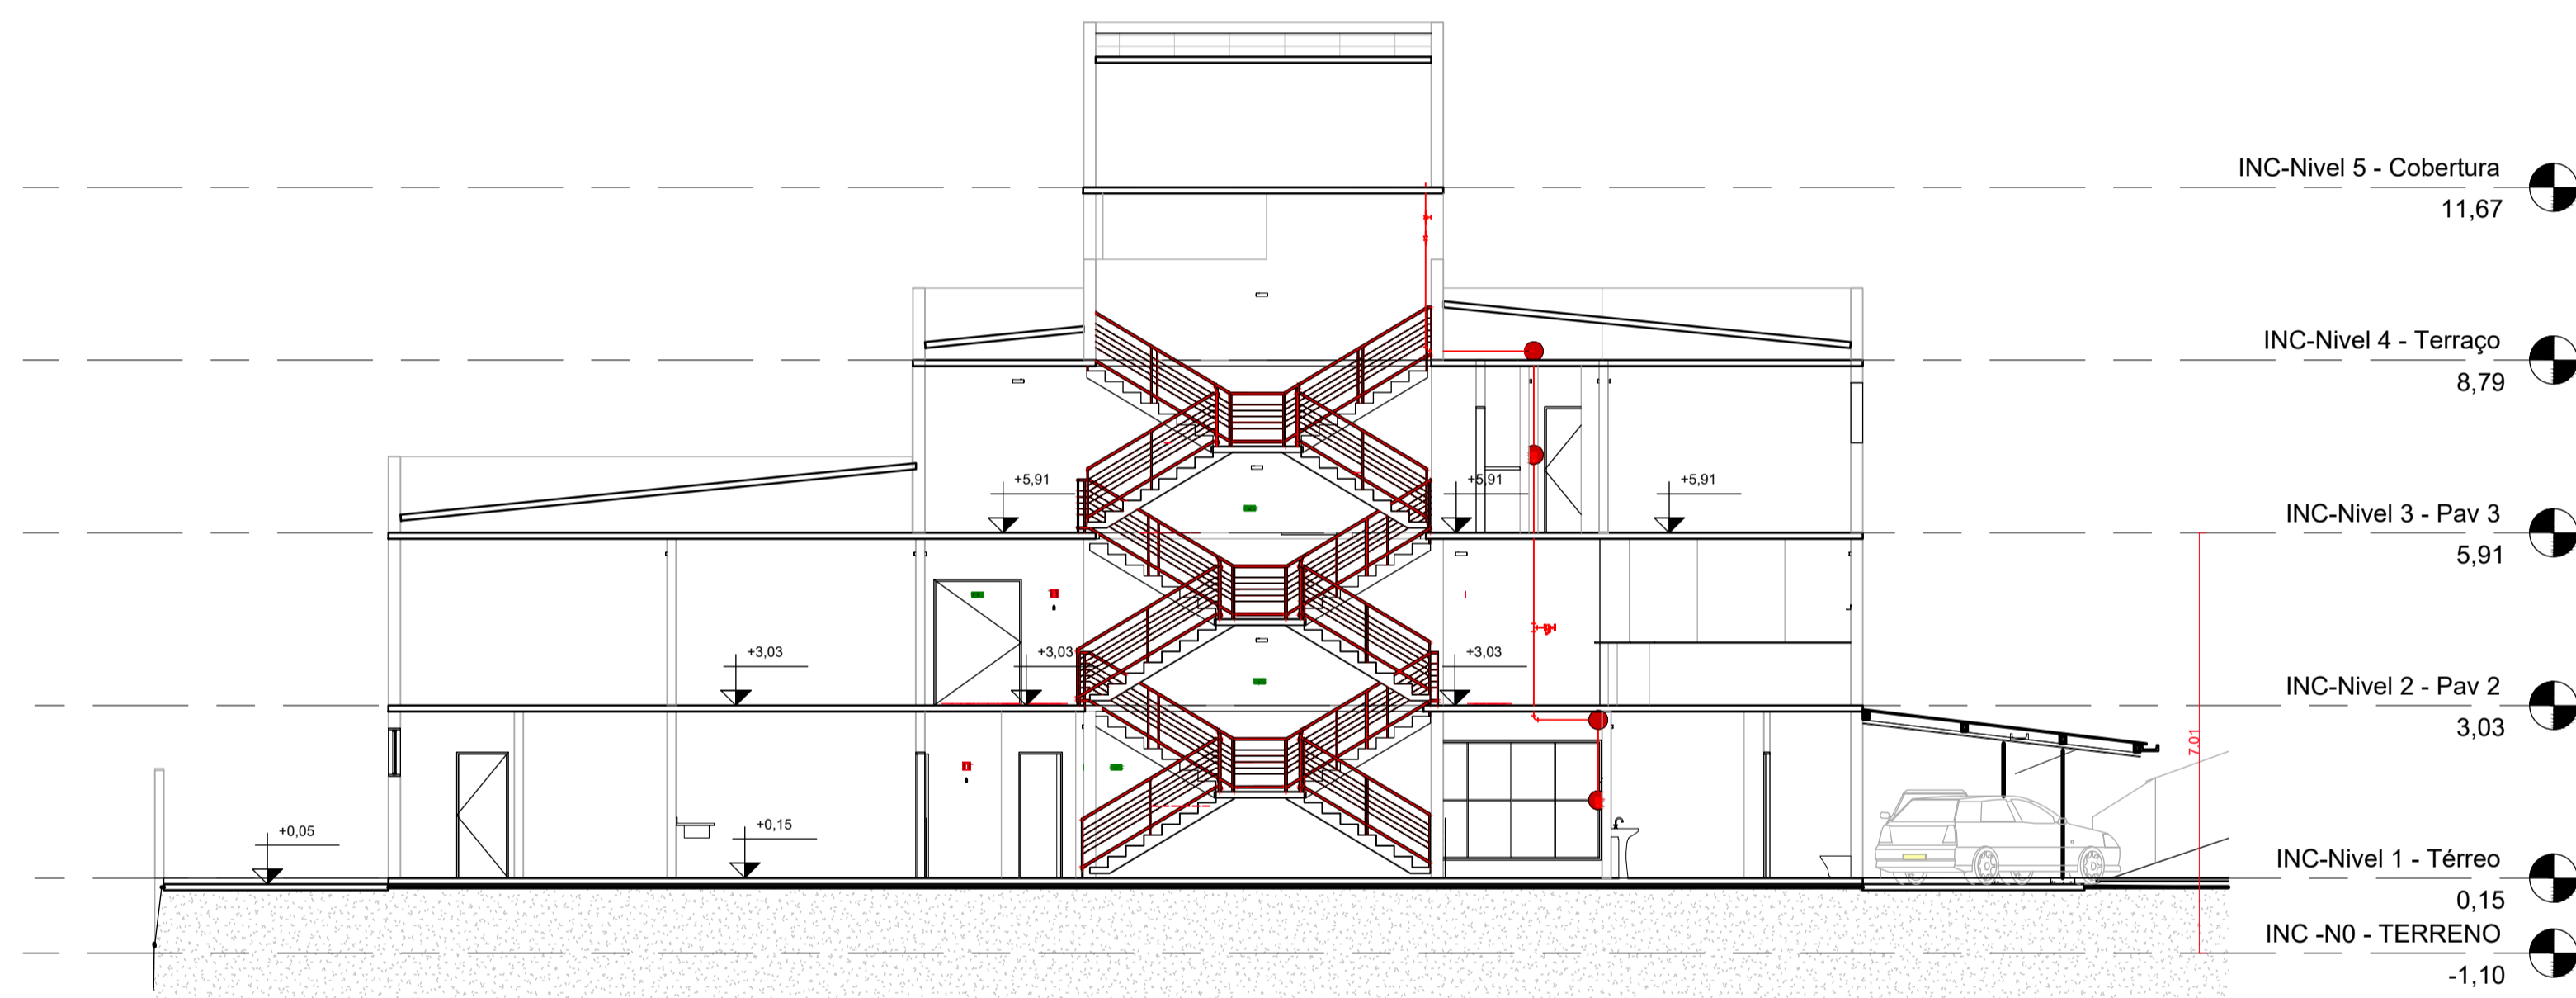 INC-Nivel 5 - Cobertura
11,67
INC-Nivel 4 - Terraço
8,79
+5,91
+5,91
+5,91
INC-Nivel 3 - Pav 3
5,91
+3,03
+3,03
+3,03
INC-Nivel 2 - Pav 2
3,03
7.01
+0,05
+0,15
INC-Nivel 1 - Térreo
0,15
INC -N0 - TERRENO
-1,10